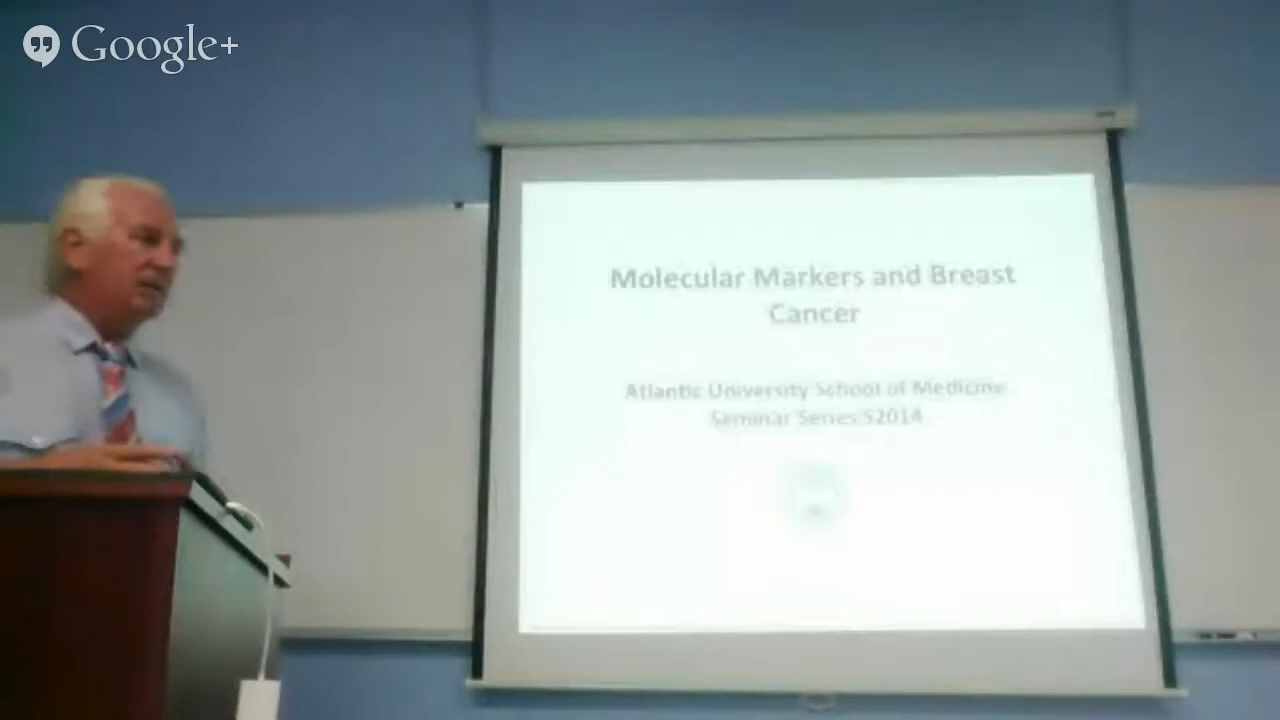 Google+
Molecular Markers and Breast
Cancer
Atlantic University School of Medicine
Seminar Series S2014